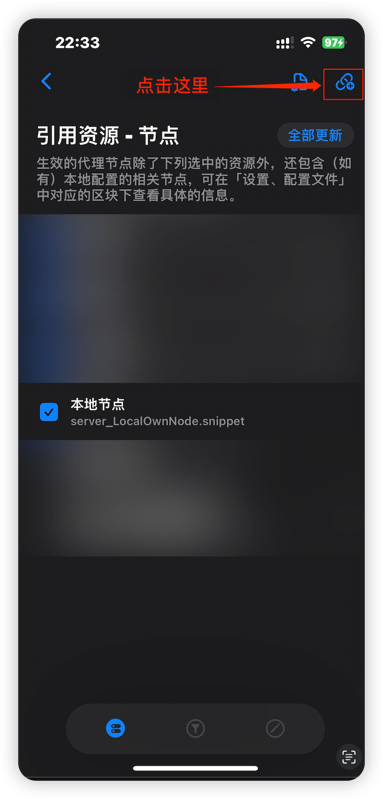 22:33
97
点击这里
引用资源 - 节点
全部更新
生效的代理节点除了下列选中的资源外，还包含（如
有）本地配置的相关节点，可在「设置、配置文件」
中对应的区块下查看具体的信息。
本地节点
server_LocalOwnNode.snippet